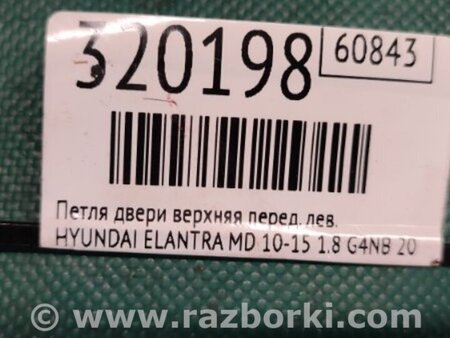 320198
60843
Петля двери верхняя перед. лев.
HYUNDAI ELANTRA MD 10-15 1.8 G4NB 20
© www.razborki.com